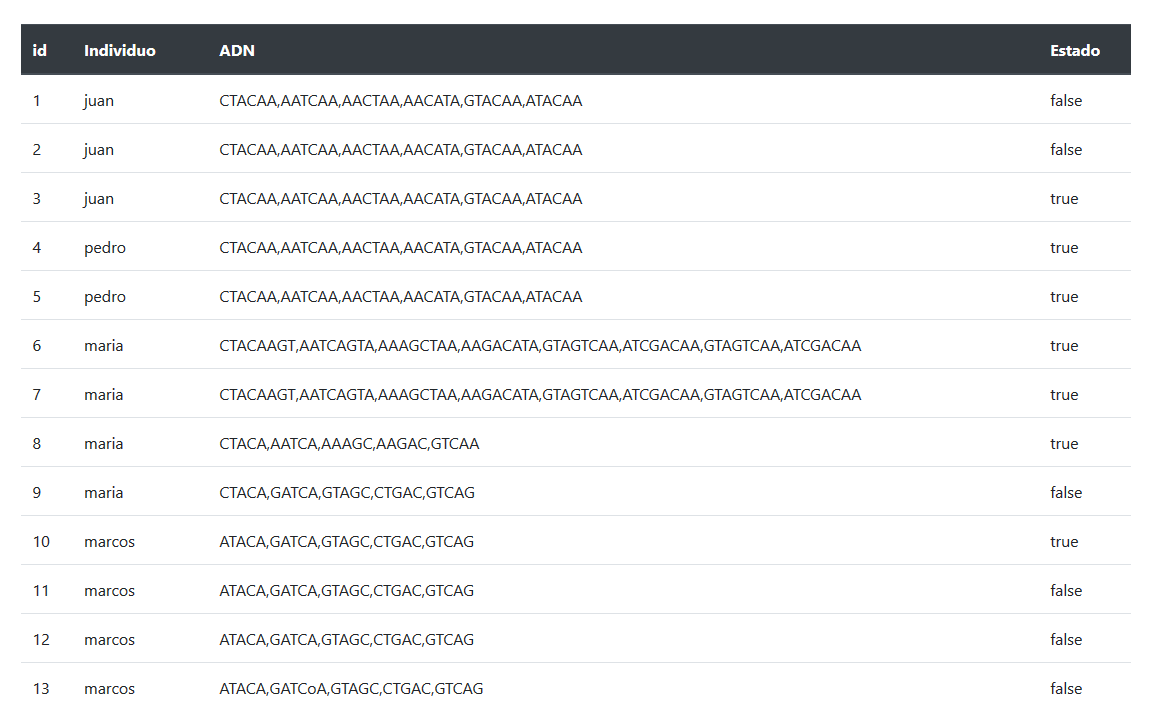 id Individuo ADN Estado
1 juan CTACAA,AATCAA,AACTAA,AACATA,GTACAA,ATACAA false
2 juan CTACAA,AATCAA,AACTAA,AACATA,GTACAA,ATACAA false
3 juan CTACAA,AATCAA,AACTAA,AACATA,GTACAA,ATACAA true
4 pedro CTACAA,AATCAA,AACTAA,AACATA,GTACAA,ATACAA true
5 pedro CTACAA,AATCAA,AACTAA,AACATA,GTACAA,ATACAA true
6 maria CTACAAGT,AATCAGTA,AAAGCTAA,AAGACATA,GTAGTCAA,ATCGACAA,GTAGTCAA,ATCGACAA true
7 maria CTACAAGT,AATCAGTA,AAAGCTAA,AAGACATA,GTAGTCAA,ATCGACAA,GTAGTCAA,ATCGACAA true
8 maria CTACA,AATCA,AAAGC,AAGAC,GTCAA true
9 maria CTACA,GATCA,GTAGC,CTGAC,GTCAG false
10 marcos ATACA,GATCA,GTAGC,CTGAC,GTCAG true
11 marcos ATACA,GATCA,GTAGC,CTGAC,GTCAG false
12 marcos ATACA,GATCA,GTAGC,CTGAC,GTCAG false
13 marcos ATACA,GATCoA,GTAGC,CTGAC,GTCAG false